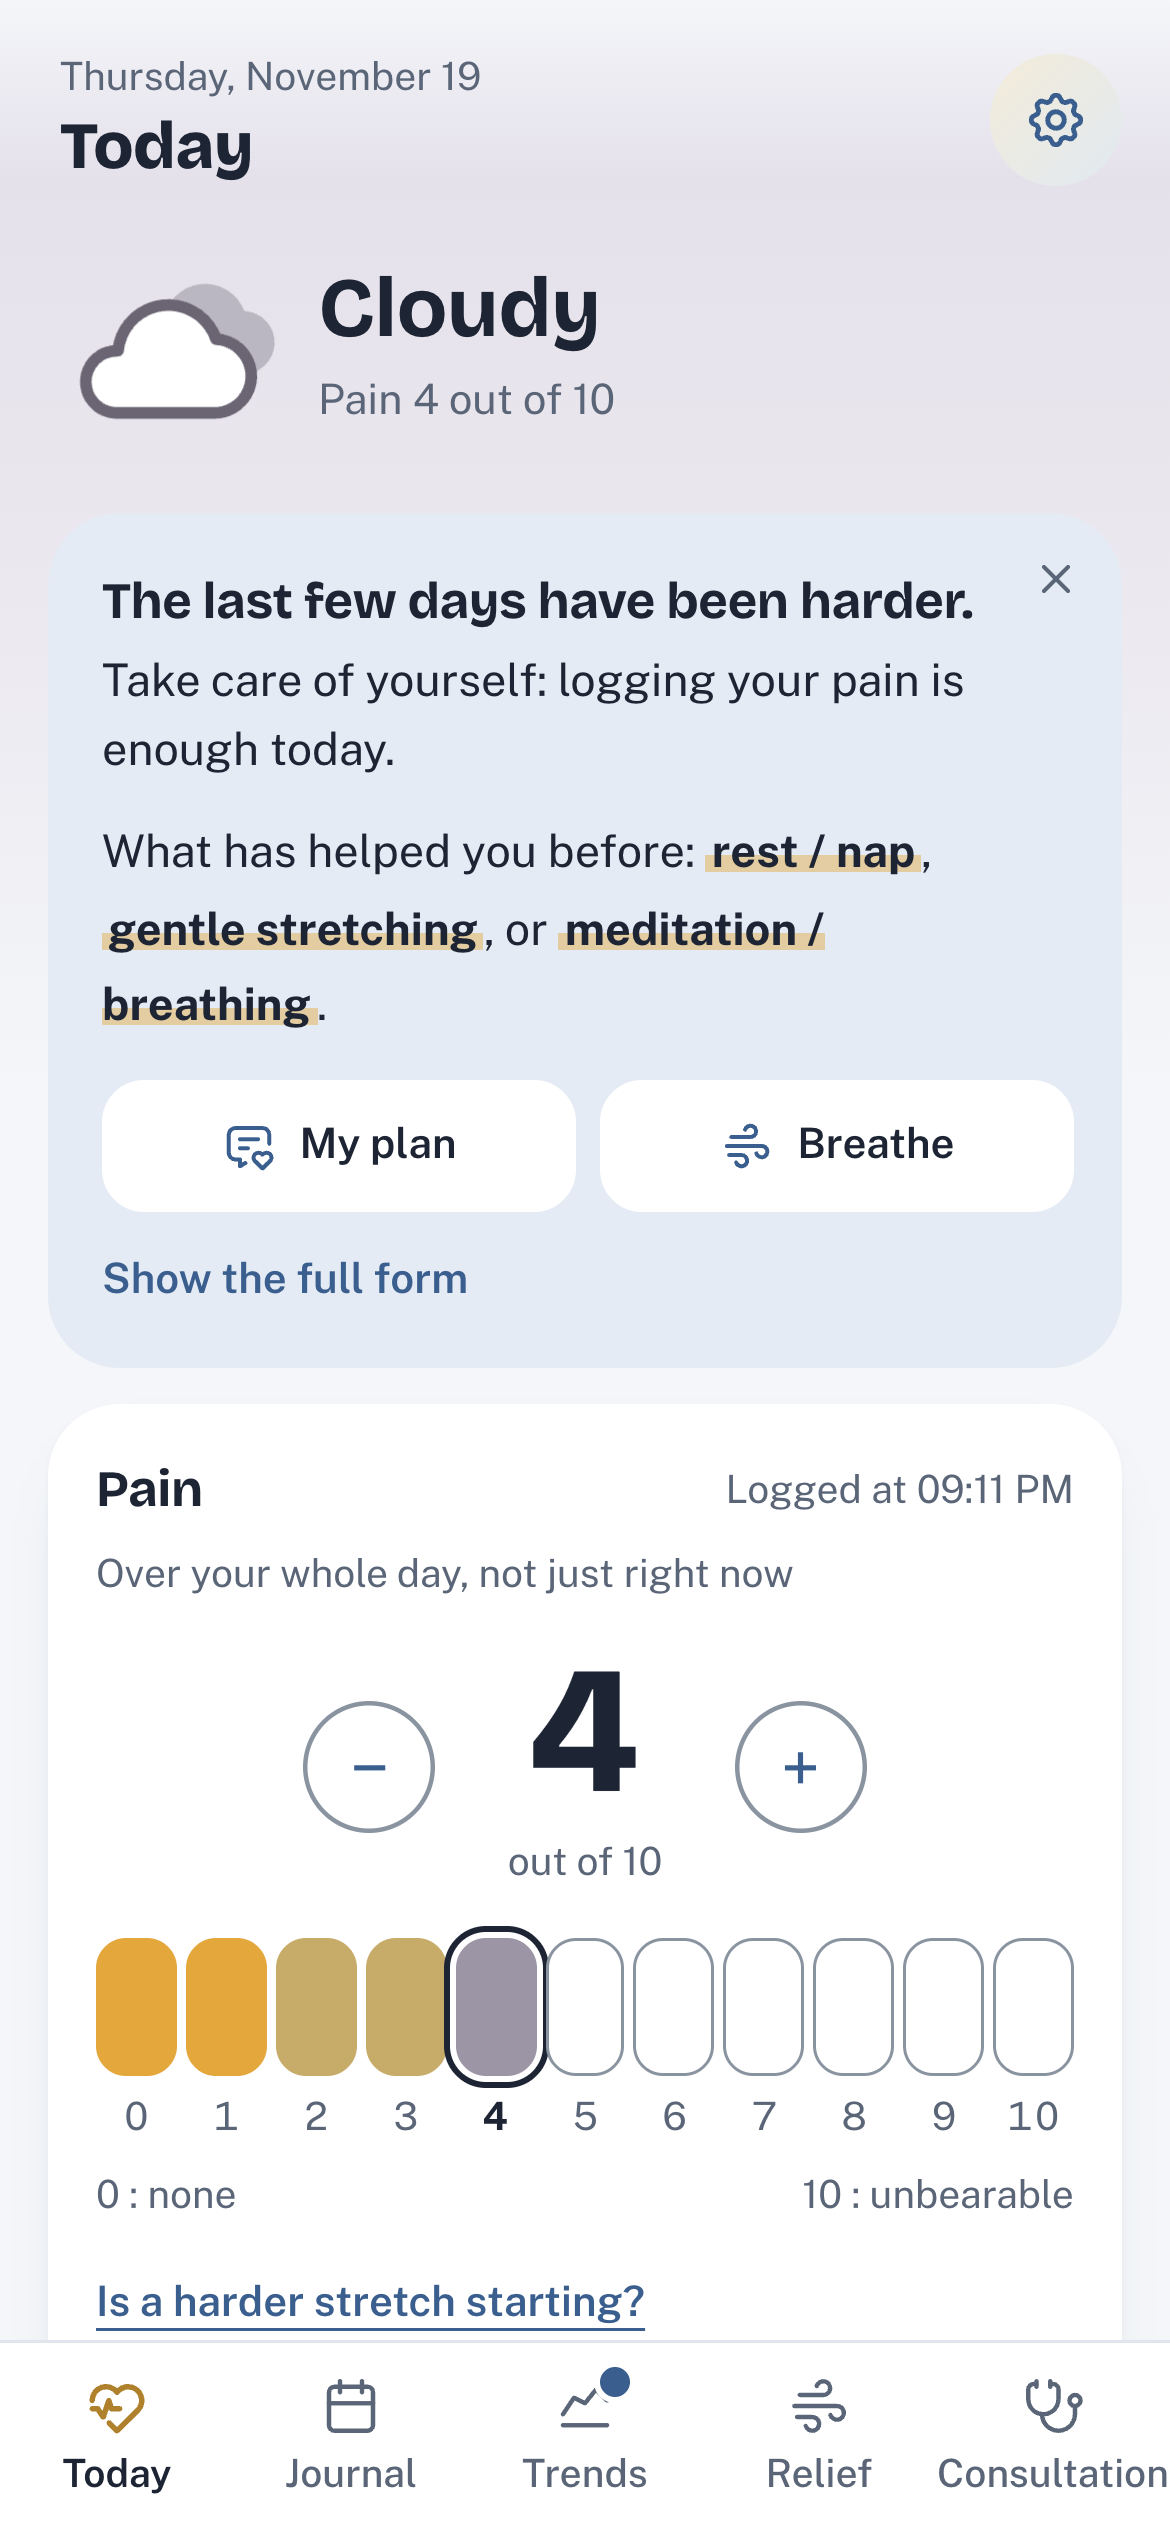 Thursday, November 19
Today
Cloudy
Pain 4 out of 10
The last few days have been harder.
Take care of yourself: logging your pain is
enough today.
What has helped you before: rest / nap,
gentle stretching, or meditation /
breathing.
My plan
Breathe
Show the full form
Pain
Logged at 09:11 PM
Over your whole day, not just right now
−
4
+
out of 10
0 1 2 3 4 5 6 7 8 9 10
0 : none
10 : unbearable
Is a harder stretch starting?
Today
Journal
Trends
Relief
Consultation